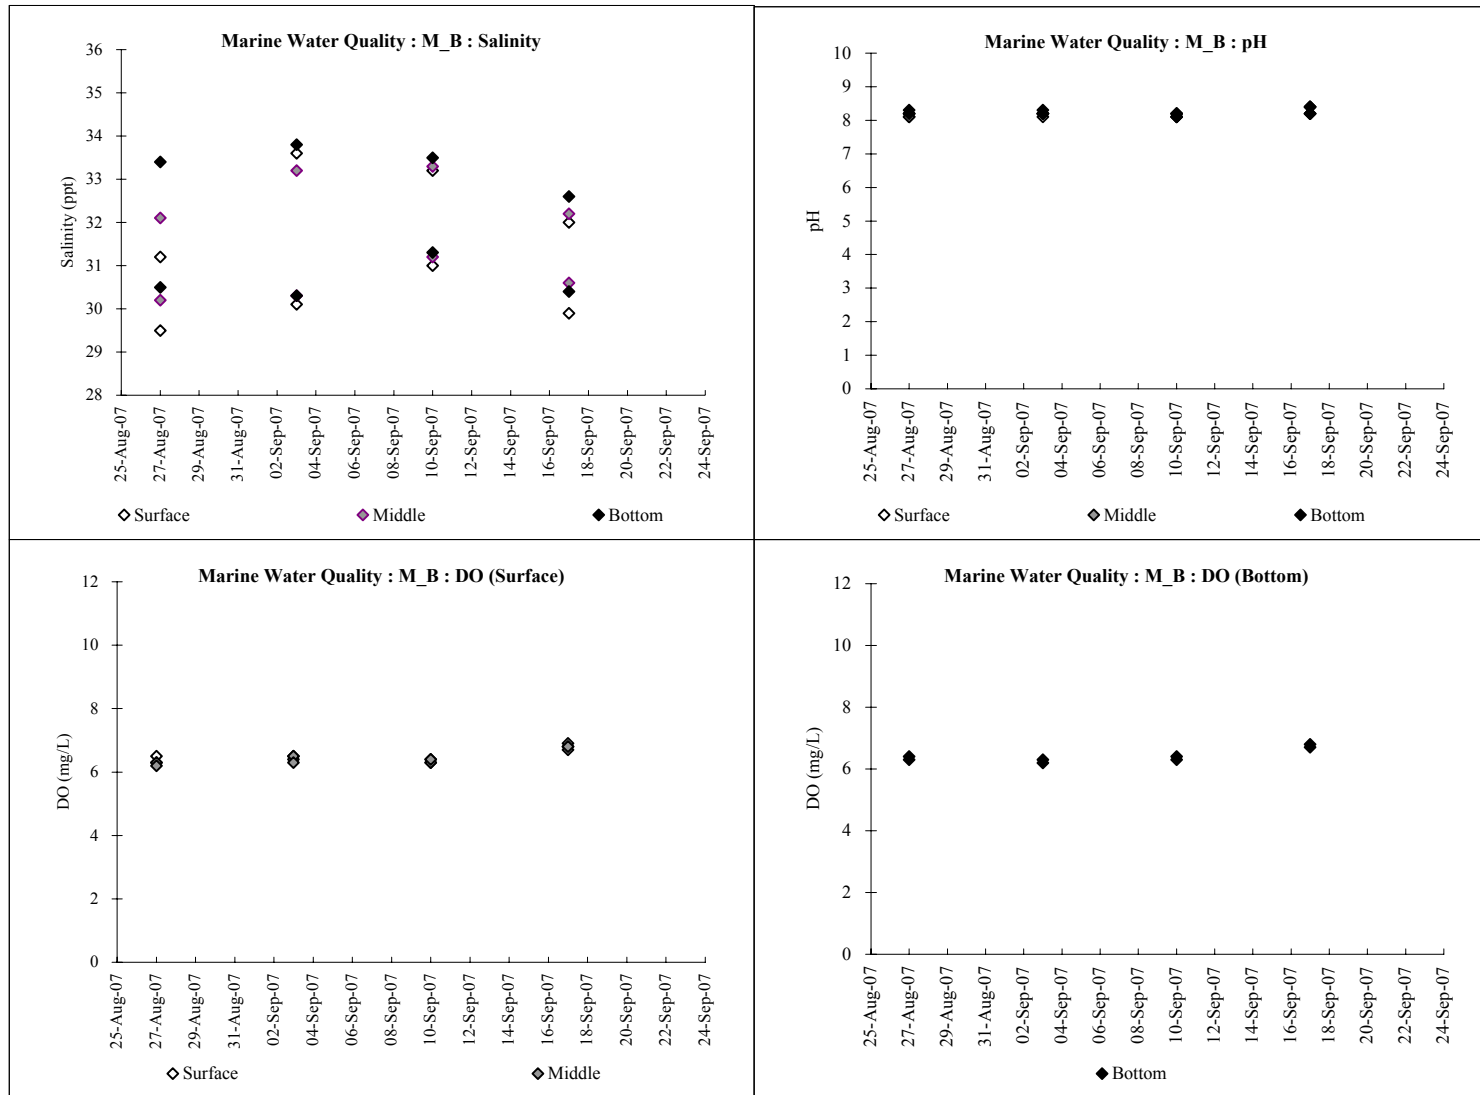 Marine Water Quality : M_B : Salinity
36
35
34
33
32
31
30
29
28
Salinity (ppt)
25-Aug-07
27-Aug-07
29-Aug-07
31-Aug-07
02-Sep-07
04-Sep-07
06-Sep-07
08-Sep-07
10-Sep-07
12-Sep-07
14-Sep-07
16-Sep-07
18-Sep-07
20-Sep-07
22-Sep-07
24-Sep-07
Surface Middle Bottom
Marine Water Quality : M_B : pH
10
9
8
7
6
5
4
3
2
1
0
pH
25-Aug-07
27-Aug-07
29-Aug-07
31-Aug-07
02-Sep-07
04-Sep-07
06-Sep-07
08-Sep-07
10-Sep-07
12-Sep-07
14-Sep-07
16-Sep-07
18-Sep-07
20-Sep-07
22-Sep-07
24-Sep-07
Surface Middle Bottom
Marine Water Quality : M_B : DO (Surface)
12
10
8
6
4
2
0
DO (mg/L)
25-Aug-07
27-Aug-07
29-Aug-07
31-Aug-07
02-Sep-07
04-Sep-07
06-Sep-07
08-Sep-07
10-Sep-07
12-Sep-07
14-Sep-07
16-Sep-07
18-Sep-07
20-Sep-07
22-Sep-07
24-Sep-07
Surface Middle
Marine Water Quality : M_B : DO (Bottom)
12
10
8
6
4
2
0
DO (mg/L)
25-Aug-07
27-Aug-07
29-Aug-07
31-Aug-07
02-Sep-07
04-Sep-07
06-Sep-07
08-Sep-07
10-Sep-07
12-Sep-07
14-Sep-07
16-Sep-07
18-Sep-07
20-Sep-07
22-Sep-07
24-Sep-07
Bottom